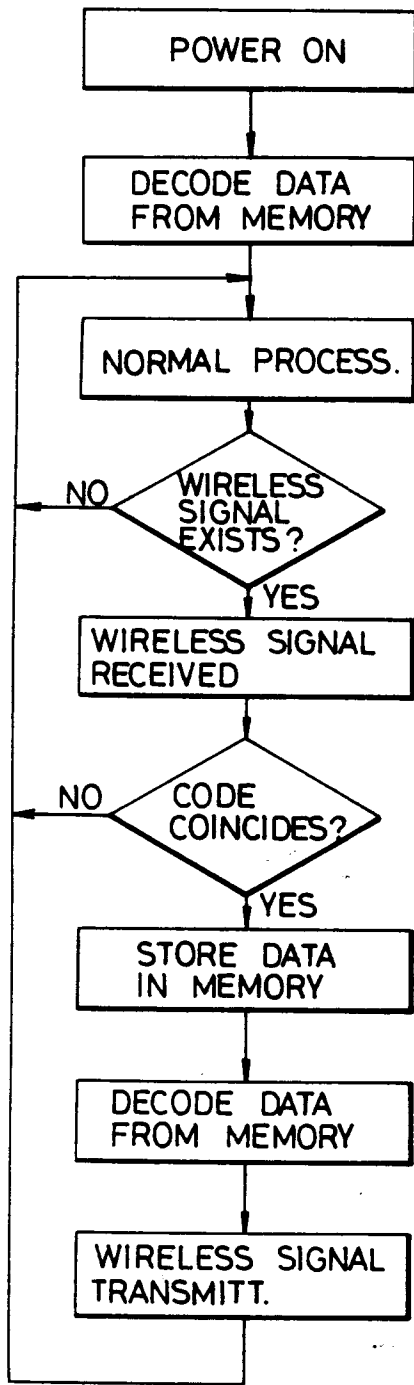 POWER ON
DECODE DATA
FROM MEMORY
NORMAL PROCESS.
WIRELESS
SIGNAL
EXISTS?
NO
YES
WIRELESS SIGNAL
RECEIVED
CODE
COINCIDES?
NO
YES
STORE DATA
IN MEMORY
DECODE DATA
FROM MEMORY
WIRELESS SIGNAL
TRANSMITT.